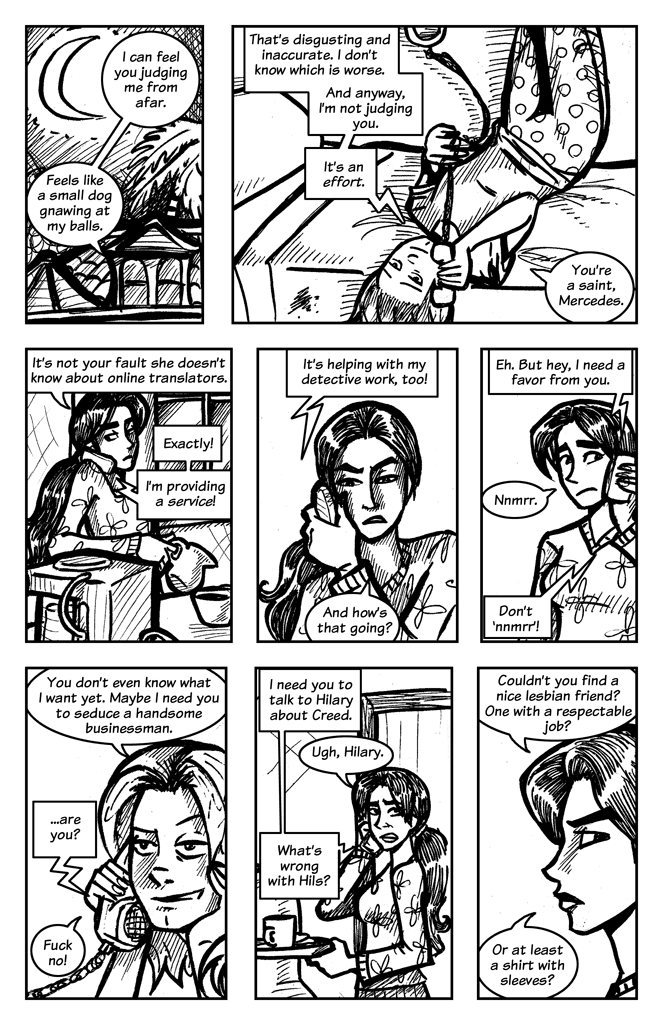 I can feel
you judging
me from
afar.
Feels like
a small dog
gnawing at
my balls.
That's disgusting and
inaccurate. I don't
know which is worse.
And anyway,
I'm not judging
you.
It's an
effort.
You're
a saint,
Mercedes.
It's not your fault she doesn't
know about online translators.
Exactly!
I'm providing
a service!
It's helping with my
detective work, too!
And how's
that going?
Eh. But hey, I need a
favor from you.
Nnmrr.
Don't
'nnmrr'!
You don't even know what
I want yet. Maybe I need you
to seduce a handsome
businessman.
...are
you?
Fuck
no!
I need you to
talk to Hilary
about Creed.
Ugh, Hilary.
What's
wrong
with Hils?
Couldn't you find a
nice lesbian friend?
One with a respectable
job?
Or at least
a shirt with
sleeves?